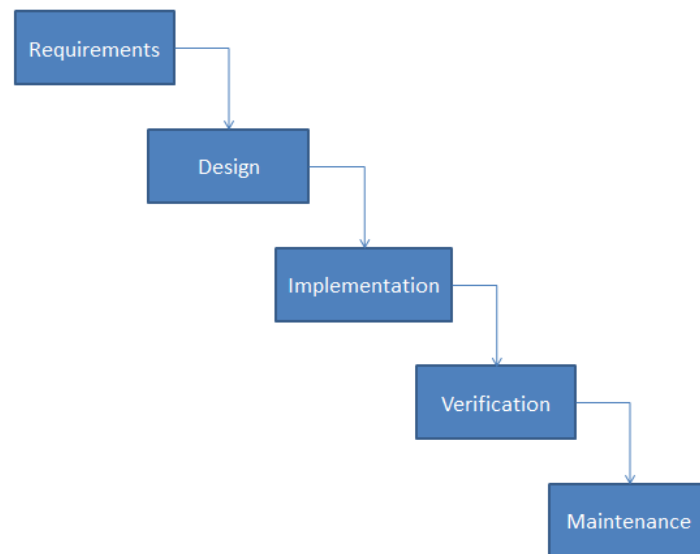 Requirements
Design
Implementation
Verification
Maintenance